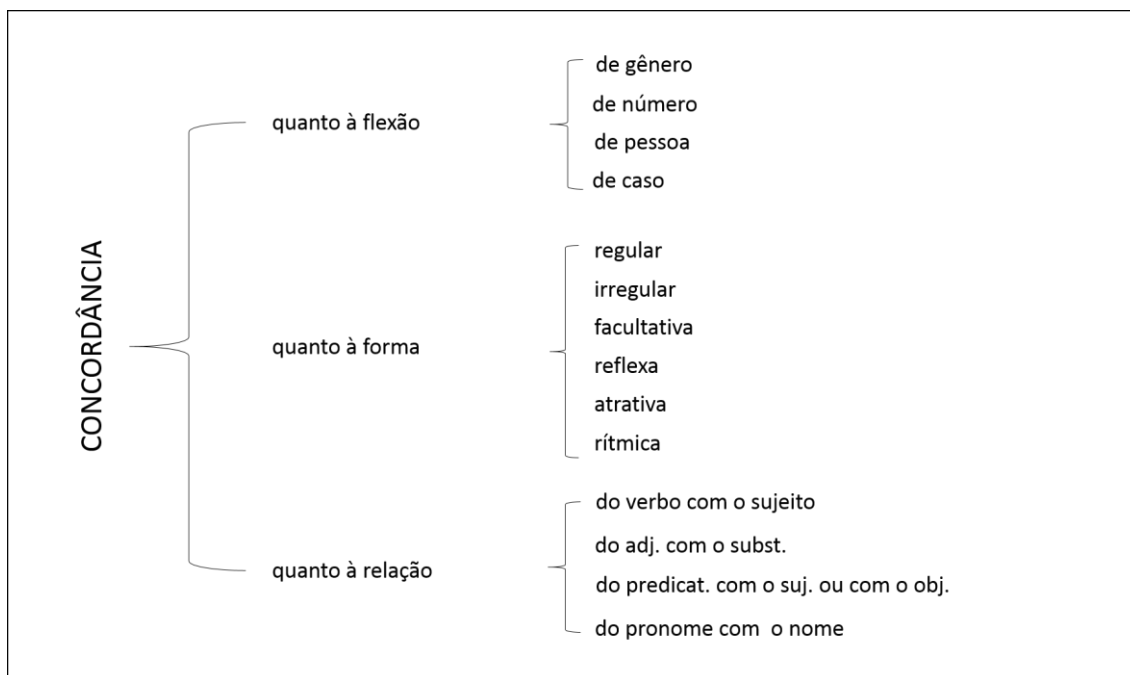 CONCORDÂNCIA
quanto à flexão
de gênero
de número
de pessoa
de caso
quanto à forma
regular
irregular
facultativa
reflexa
atrativa
rítmica
quanto à relação
do verbo com o sujeito
do adj. com o subst.
do predicat. com o suj. ou com o obj.
do pronome com o nome